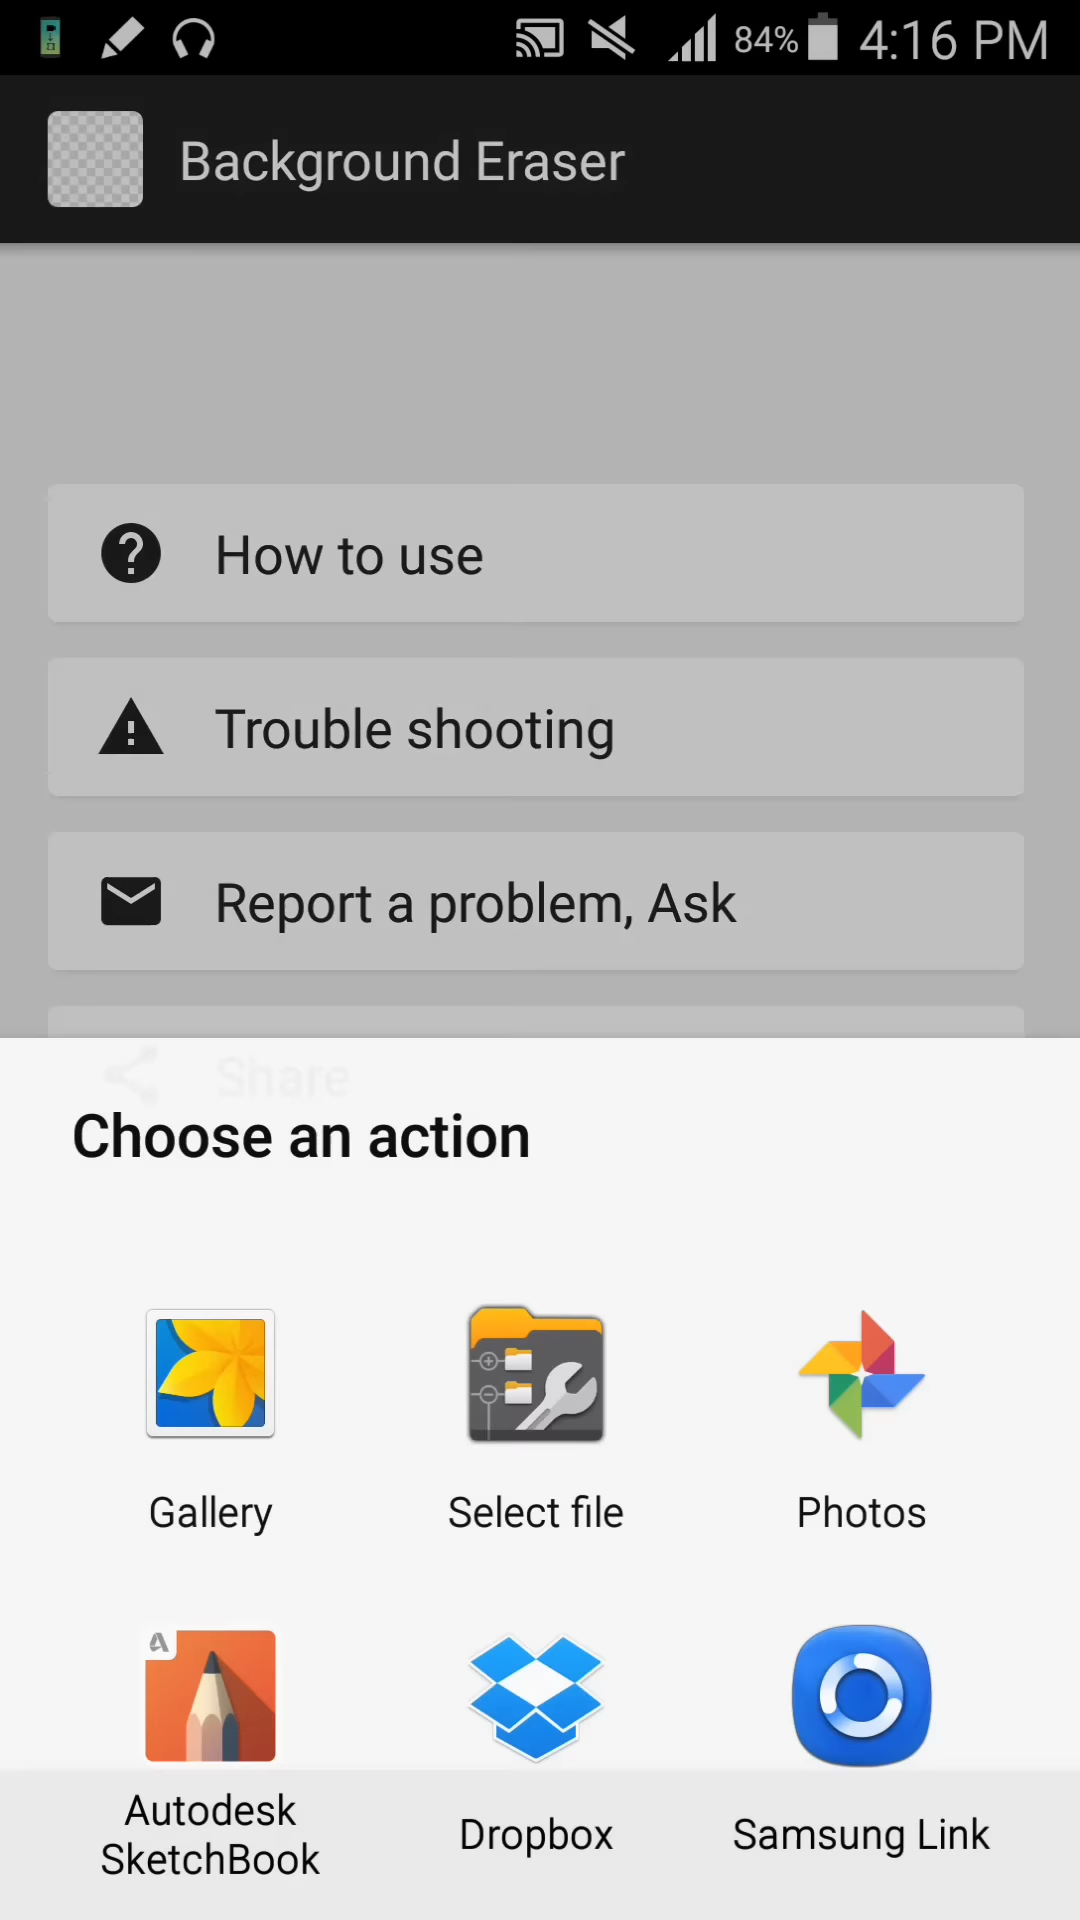 84% 4:16 PM
Background Eraser
How to use
Trouble shooting
Report a problem, Ask
Share
Choose an action
Gallery
Select file
Photos
Autodesk
SketchBook
Dropbox
Samsung Link